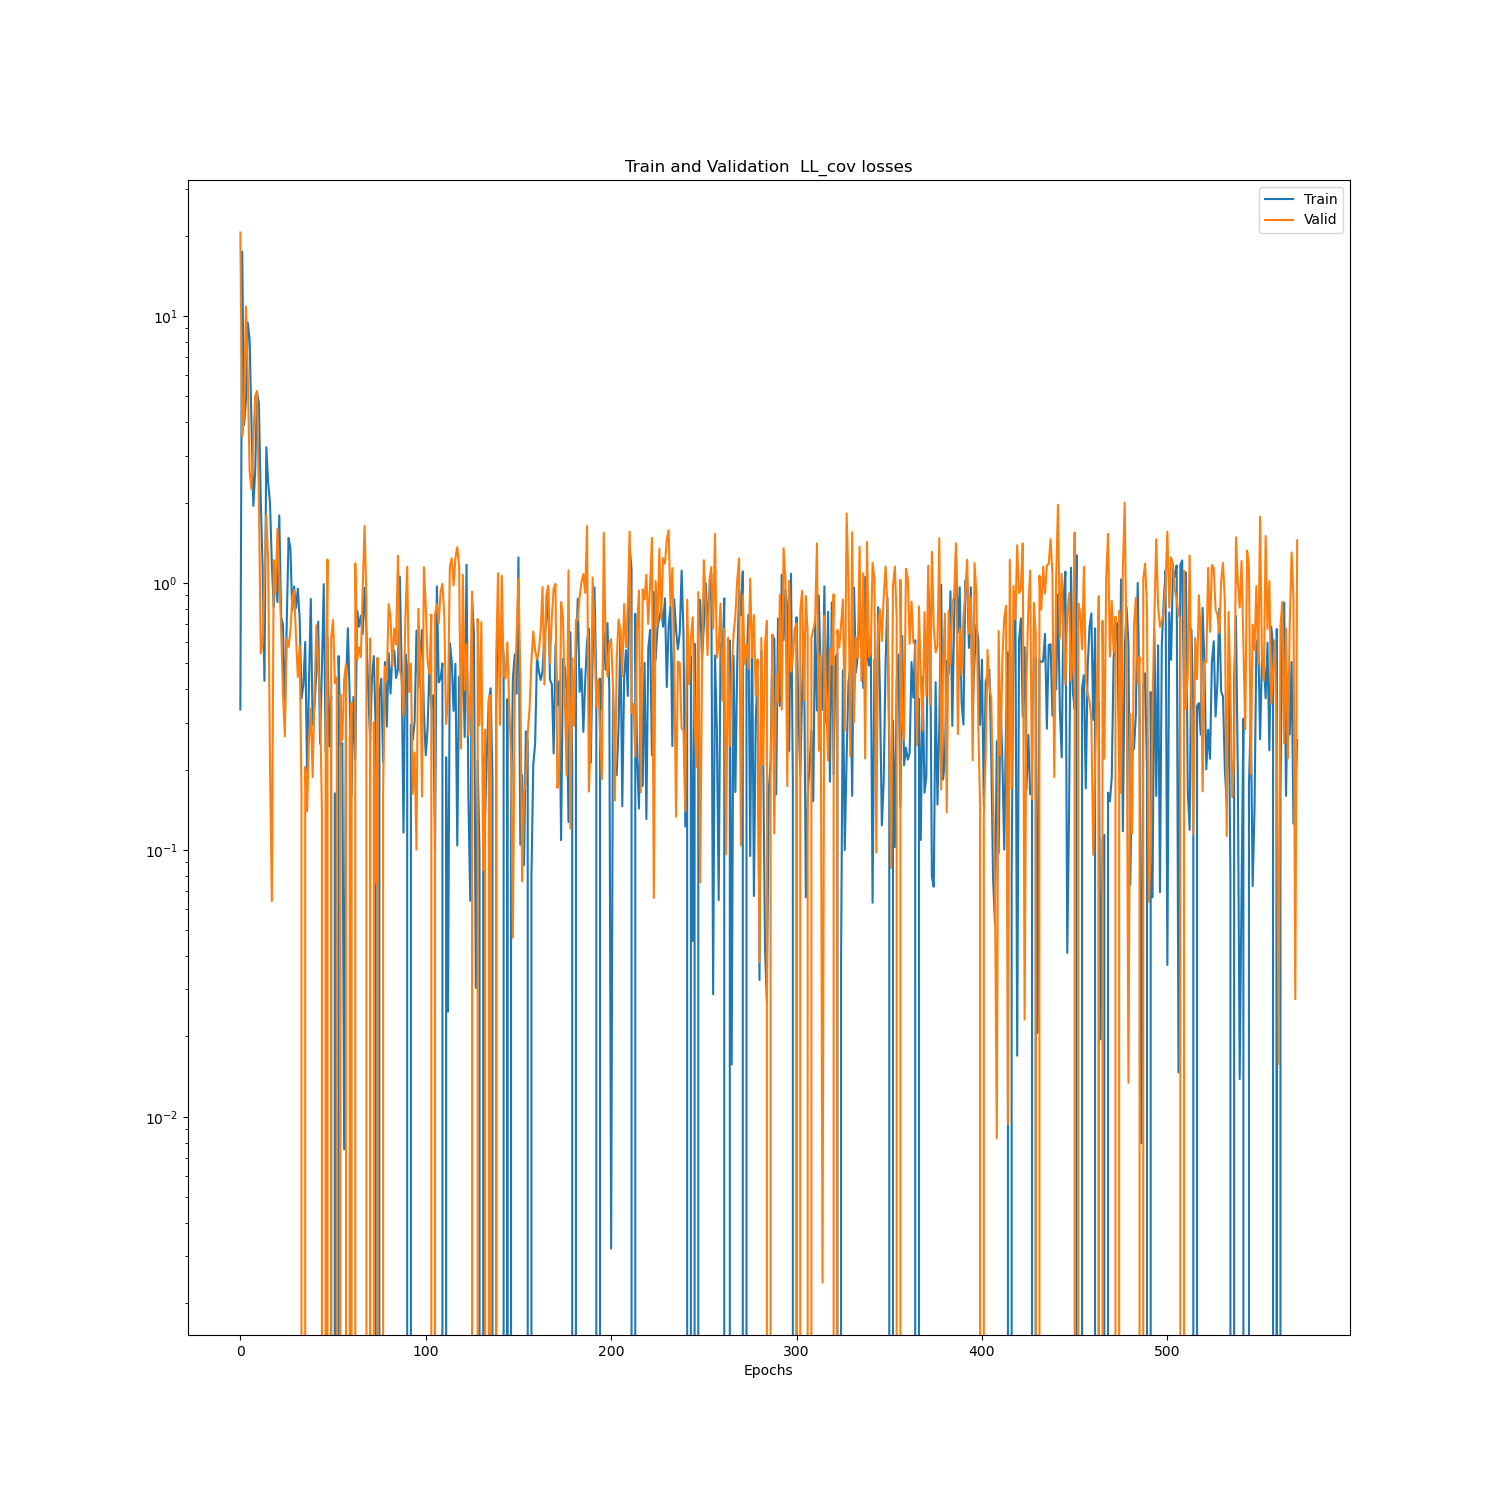 Train and Validation  LL_cov losses
Train
Valid
10¹
10⁰
10⁻¹
10⁻²
0 100 200 300 400 500
Epochs